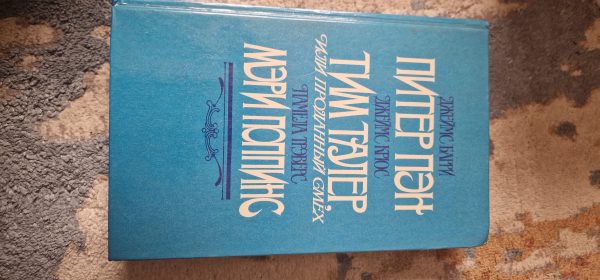 ДЖЕЙМС БАРРИ
ПИТЕР ПЭН
ДЖЕЙМС КРЮС
ТИМ ТАЛЕР,
ИЛИ ПРОДАННЫЙ СМЕХ
ПАМЕЛА ТРЭВЕРС
МЭРИ ПОППИНС